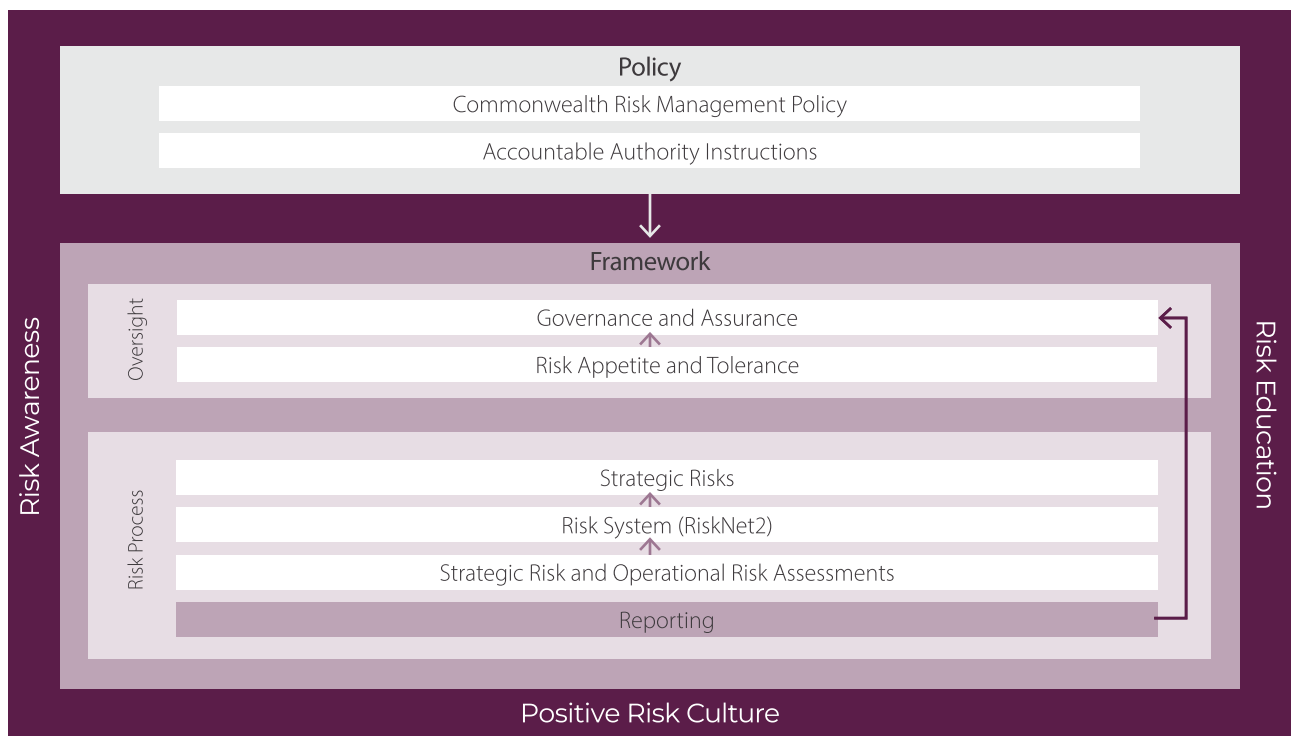 Policy
Commonwealth Risk Management Policy
Accountable Authority Instructions
Framework
Oversight
Governance and Assurance
Risk Appetite and Tolerance
Risk Process
Strategic Risks
Risk System (RiskNet2)
Strategic Risk and Operational Risk Assessments
Reporting
Risk Awareness
Risk Education
Positive Risk Culture